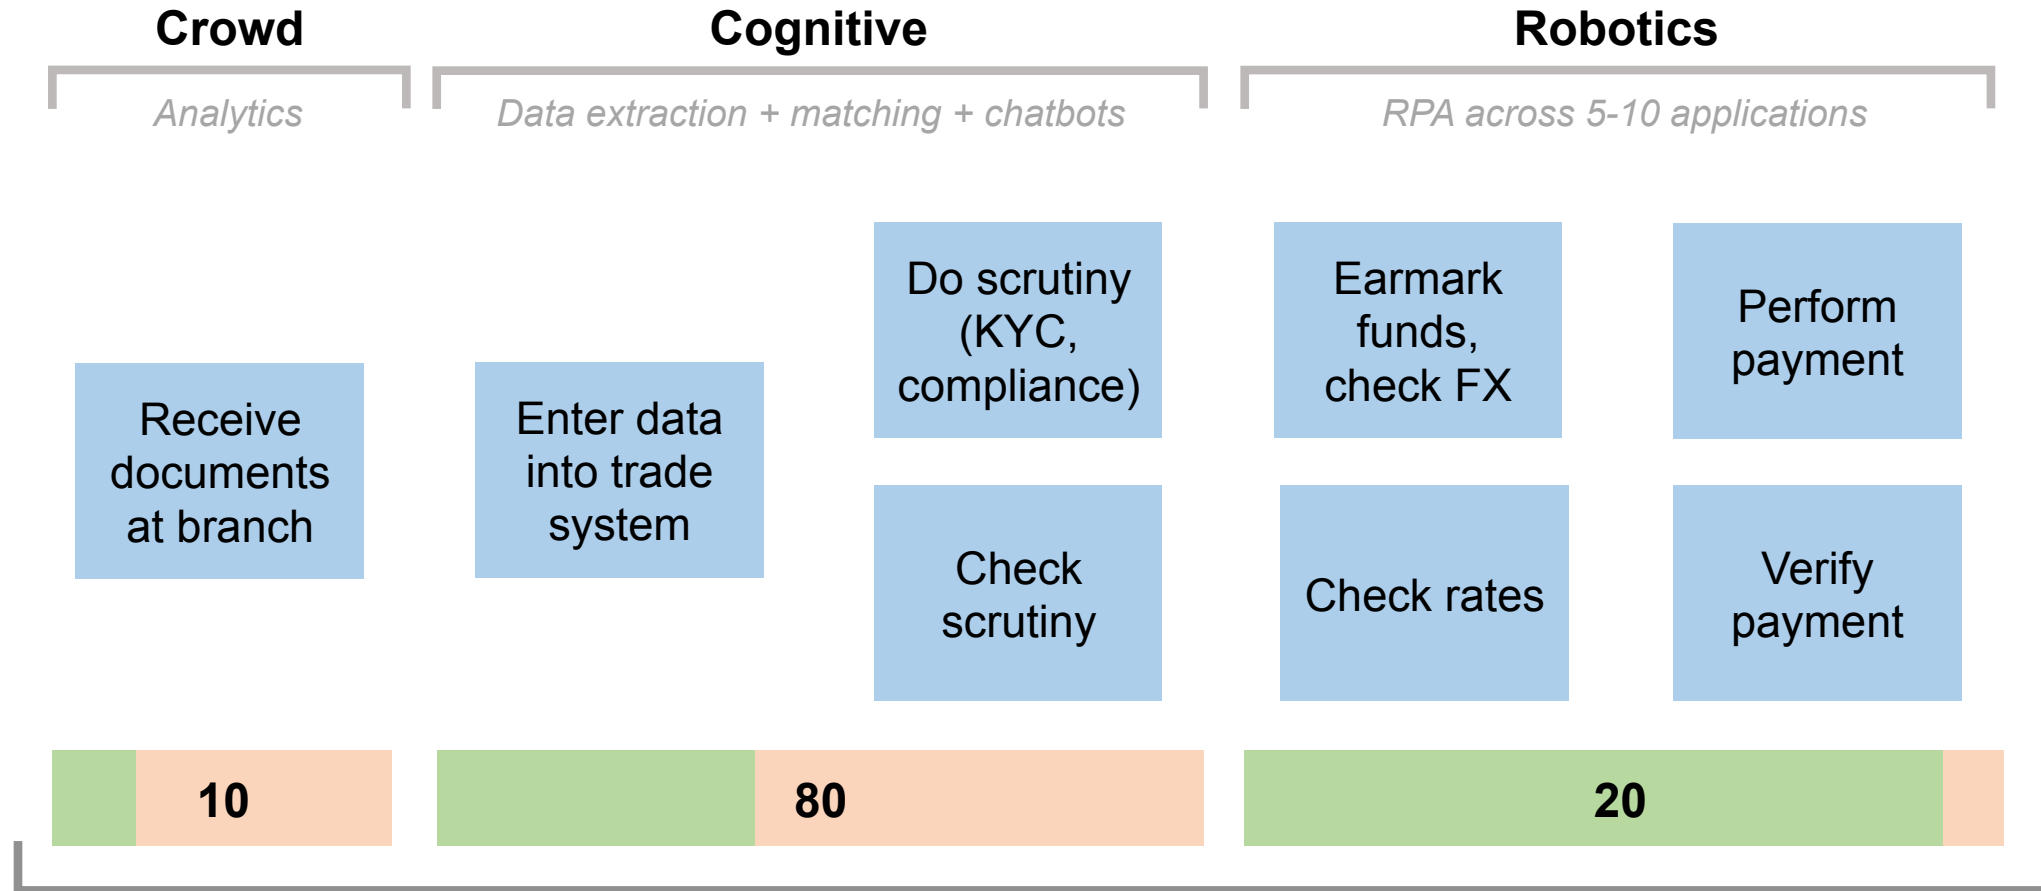 Crowd
Cognitive
Robotics
Analytics
Data extraction + matching + chatbots
RPA across 5-10 applications
Receive
documents
at branch
Enter data
into trade
system
Do scrutiny
(KYC,
compliance)
Check
scrutiny
Earmark
funds,
check FX
Check rates
Perform
payment
Verify
payment
10
80
20